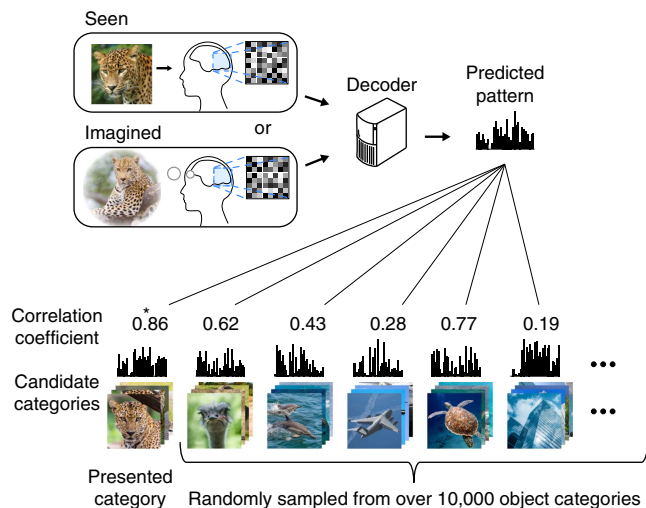 Seen
Decoder
Predicted
pattern
Imagined
or
Correlation
coefficient
*
0.86 0.62 0.43 0.28 0.77 0.19
•••
Candidate
categories
•••
Presented
category
Randomly sampled from over 10,000 object categories